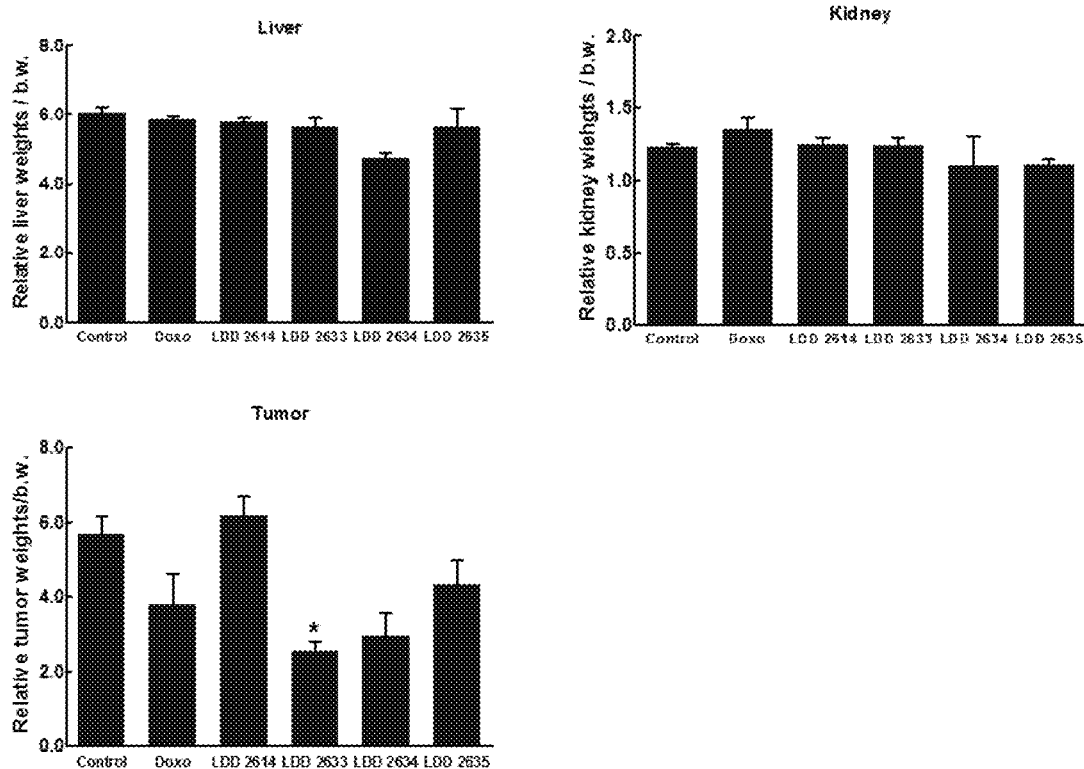 Liver
Relative liver weights / b.w.
8.0
6.0
4.0
2.0
0.0
Control Doxo LDD 2614 LDD 2633 LDD 2634 LDD 2635
Kidney
Relative kidney wiehgts / b.w.
2.0
1.5
1.0
0.5
0.0
Control Doxo LDD 2614 LDD 2633 LDD 2634 LDD 2635
Tumor
Relative tumor weights/b.w.
8.0
6.0
4.0
2.0
0.0
*
Control Doxo LDD 2614 LDD 2633 LDD 2634 LDD 2635